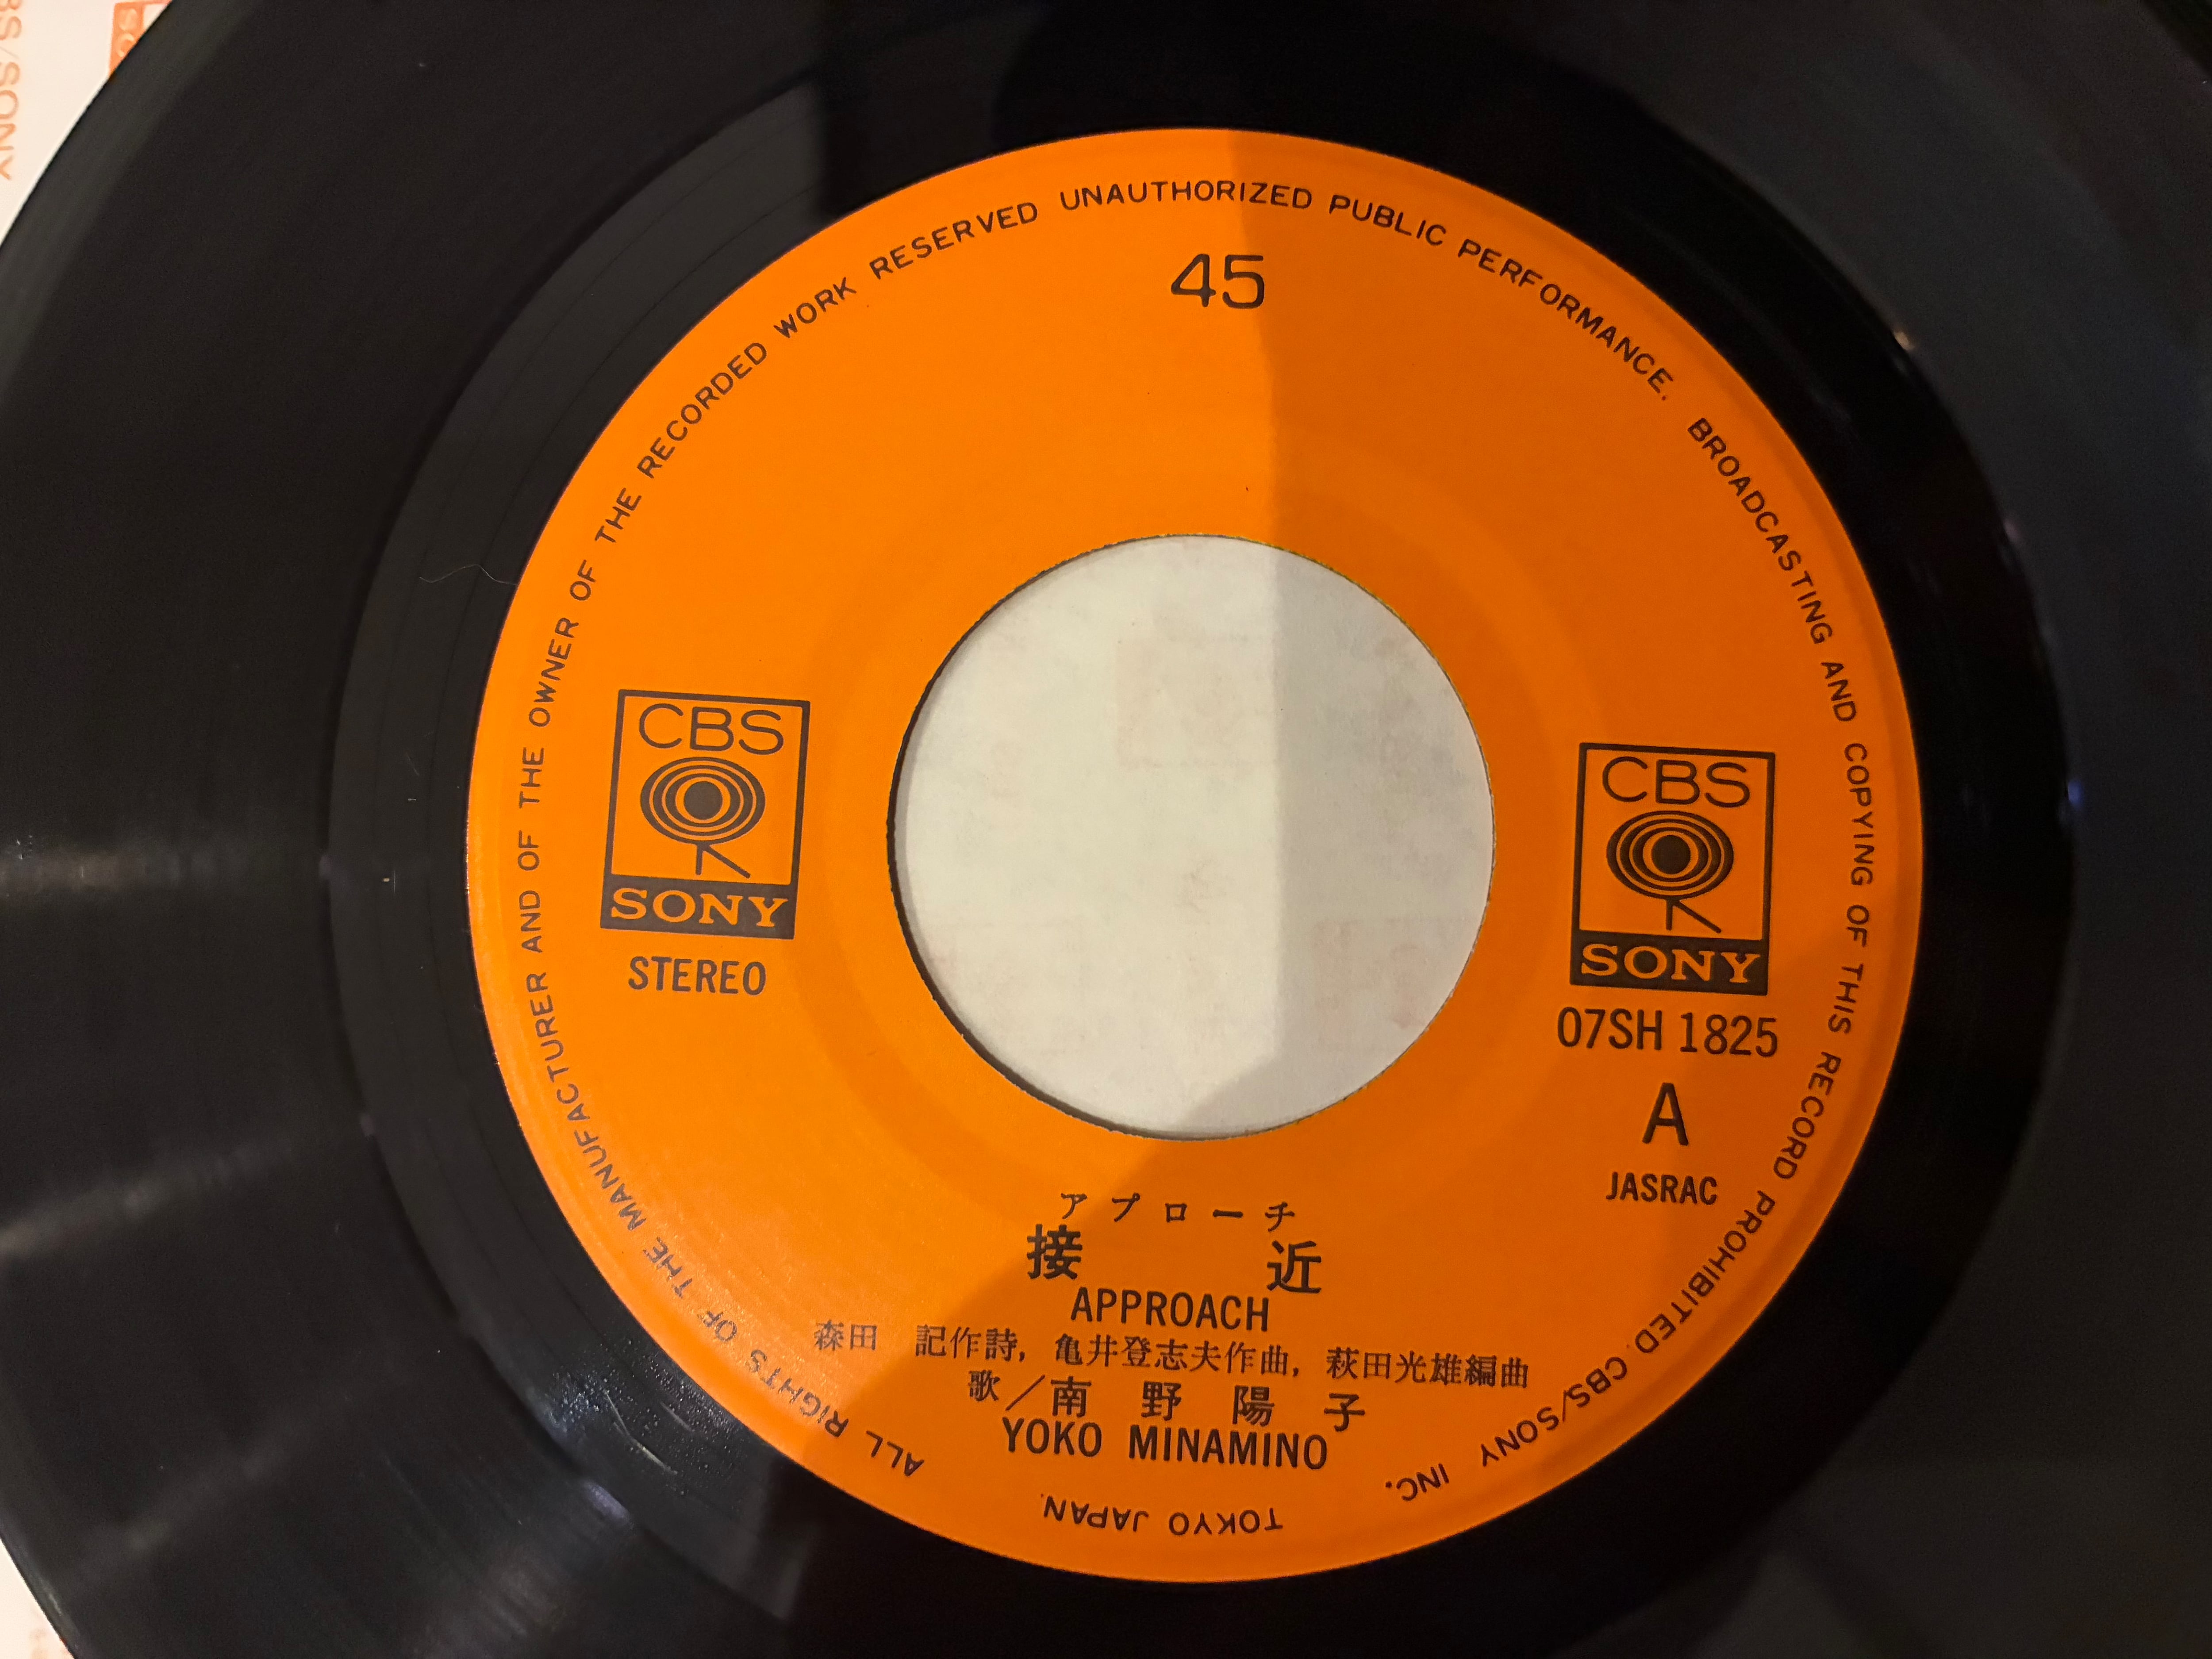 ALL RIGHTS OF THE MANUFACTURER AND OF THE OWNER OF THE RECORDED WORK RESERVED UNAUTHORIZED PUBLIC PERFORMANCE. BROADCASTING AND COPYING OF THIS RECORD PROHIBITED. CBS/SONY INC.
TOKYO JAPAN.
45
CBS
SONY
STEREO
CBS
SONY
07SH 1825
A
JASRAC
アプローチ
接近
APPROACH
森田 記作詩, 亀井登志夫作曲, 萩田光雄編曲
歌/南野陽子
YOKO MINAMINO
CBS/SONY